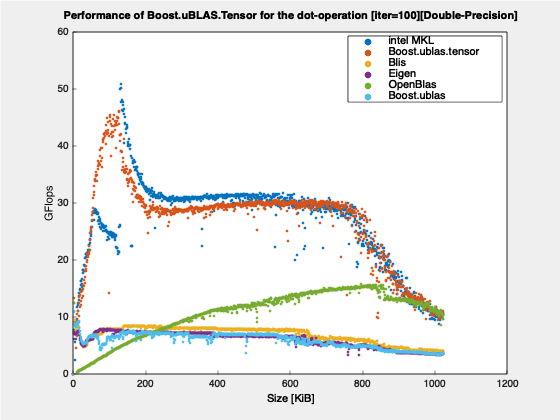 Performance of Boost.uBLAS.Tensor for the dot-operation [iter=100][Double-Precision]
60
50
40
30
20
10
0
GFlops
intel MKL
Boost.ublas.tensor
Blis
Eigen
OpenBlas
Boost.ublas
0 200 400 600 800 1000 1200
Size [KiB]